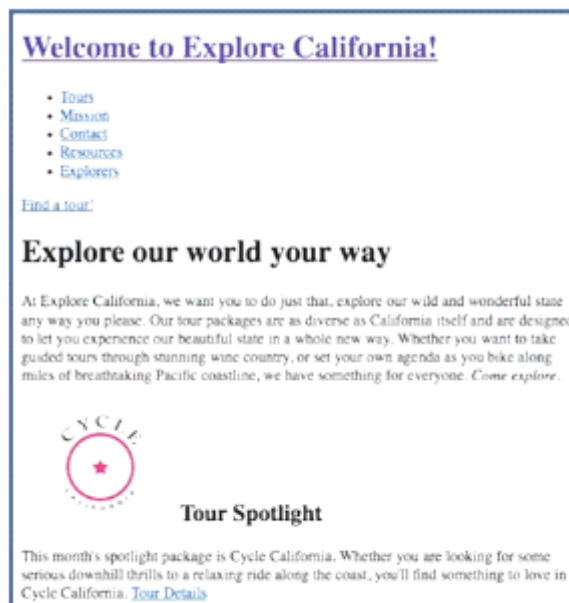 Welcome to Explore California!
Tours
Mission
Contact
Resources
Explorers
Find a tour!
Explore our world your way
At Explore California, we want you to do just that, explore our wild and wonderful state
any way you please. Our tour packages are as diverse as California itself and are designed
to let you experience our beautiful state in a whole new way. Whether you want to take
guided tours through stunning wine country, or set your own agenda as you bike along
miles of breathtaking Pacific coastline, we have something for everyone. Come explore.
CYCLE
CALIFORNIA
Tour Spotlight
This month's spotlight package is Cycle California. Whether you are looking for some
serious downhill thrills to a relaxing ride along the coast, you'll find something to love in
Cycle California. Tour Details